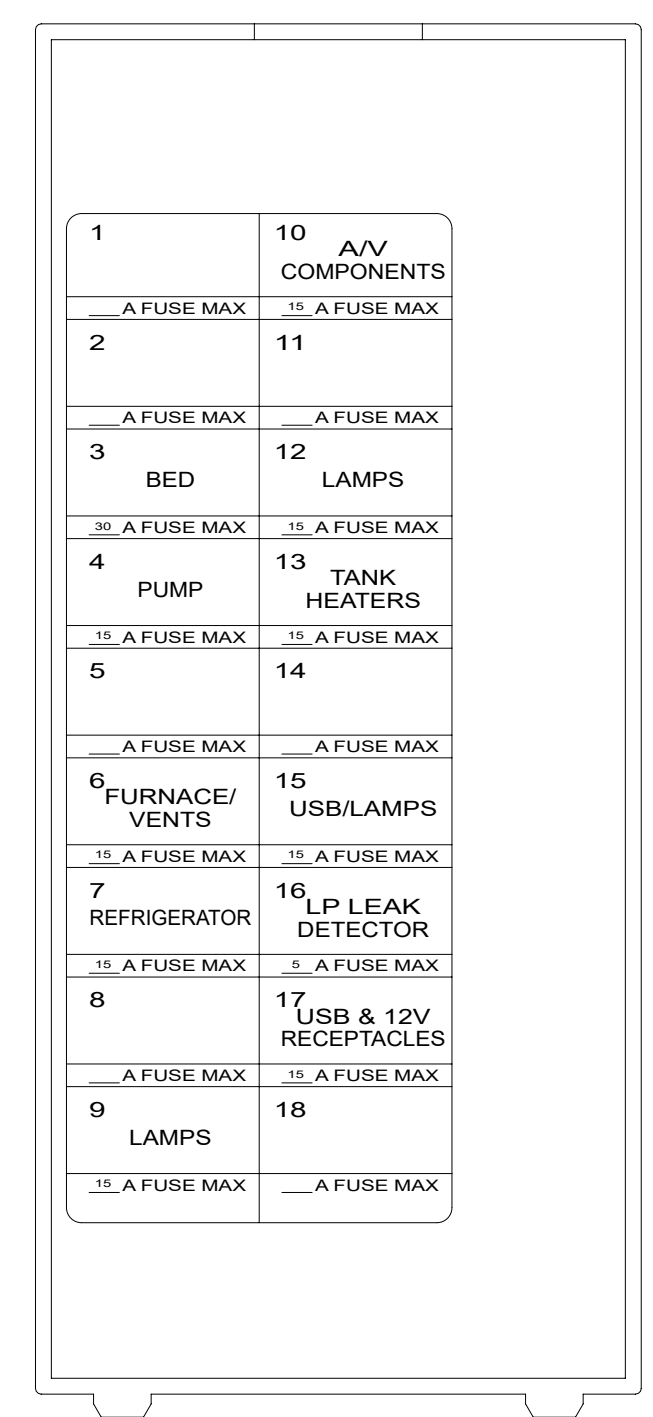 1
___A FUSE MAX
2
___A FUSE MAX
3
BED
30 A FUSE MAX
4
PUMP
15 A FUSE MAX
5
___A FUSE MAX
6
FURNACE/
VENTS
15 A FUSE MAX
7
REFRIGERATOR
15 A FUSE MAX
8
___A FUSE MAX
9
LAMPS
15 A FUSE MAX
10
A/V
COMPONENTS
15 A FUSE MAX
11
___A FUSE MAX
12
LAMPS
15 A FUSE MAX
13
TANK
HEATERS
15 A FUSE MAX
14
___A FUSE MAX
15
USB/LAMPS
15 A FUSE MAX
16
LP LEAK
DETECTOR
5 A FUSE MAX
17
USB & 12V
RECEPTACLES
15 A FUSE MAX
18
___A FUSE MAX